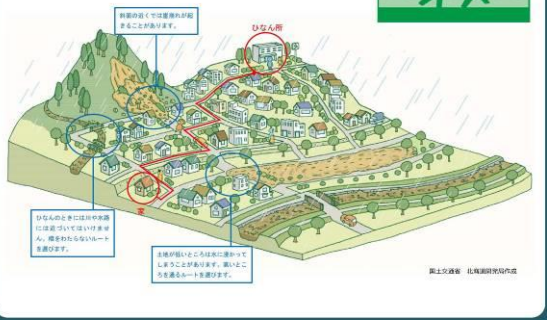 斜面の近くでは崖崩れが起
きることがあります。
ひなん所
家
ひなんのときには川や水路
には近づいてはいけませ
ん。橋をわたらないルート
を選びます。
土地が低いところは水に浸かって
しまうことがあります。高いとこ
ろを通るルートを選びます。
国土交通省 北海道開発局作成